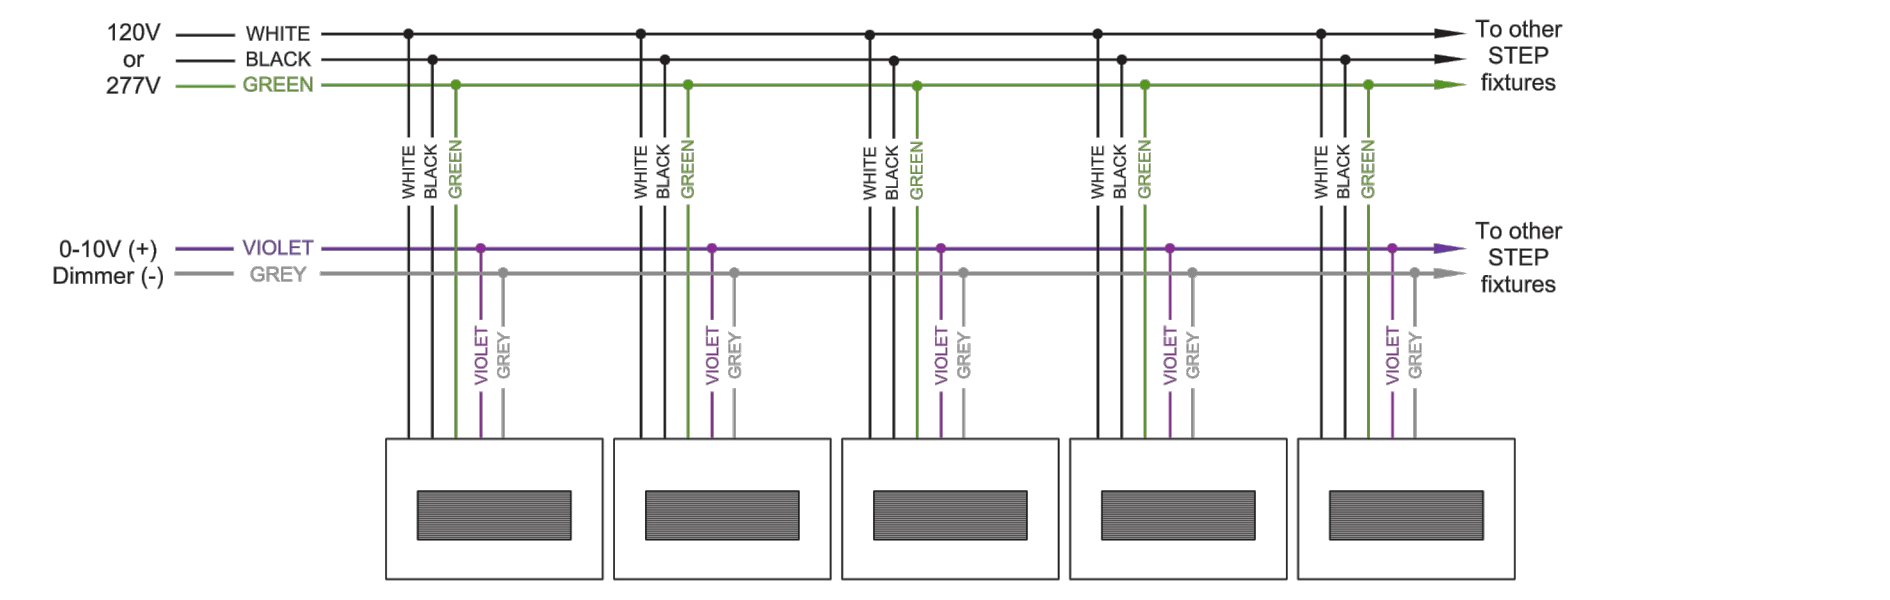 120V WHITE To other
or BLACK STEP
277V GREEN fixtures
WHITE BLACK GREEN WHITE BLACK GREEN WHITE BLACK GREEN WHITE BLACK GREEN WHITE BLACK GREEN
0-10V (+) VIOLET To other
STEP
Dimmer (-) GREY fixtures
VIOLET GREY VIOLET GREY VIOLET GREY VIOLET GREY VIOLET GREY